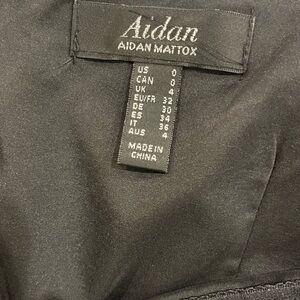 Aidan
AIDAN MATTOX
US 0
CAN 0
UK 4
EU/FR 32
DE 30
ES 34
IT 36
AUS 4
MADE IN
CHINA